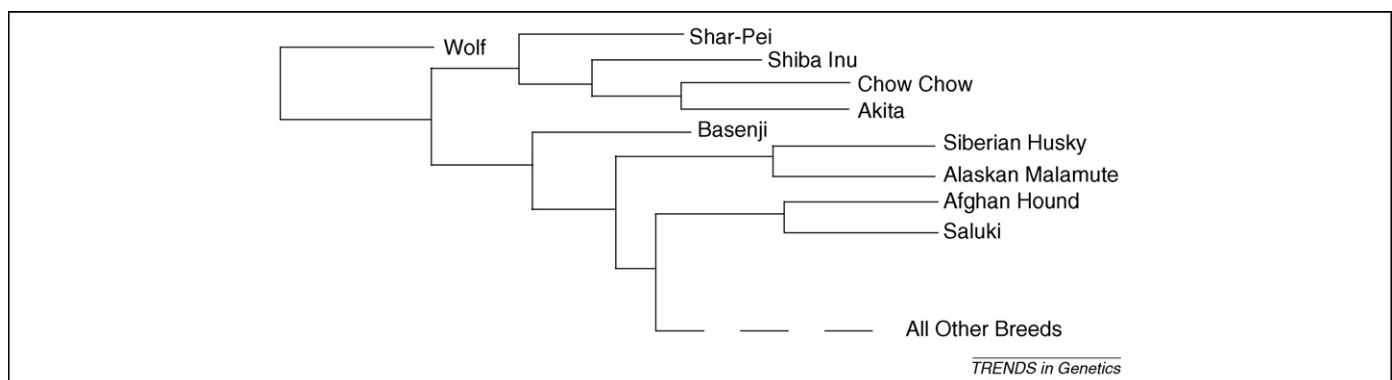 Wolf
Shar-Pei
Shiba Inu
Chow Chow
Akita
Basenji
Siberian Husky
Alaskan Malamute
Afghan Hound
Saluki
All Other Breeds
TRENDS in Genetics